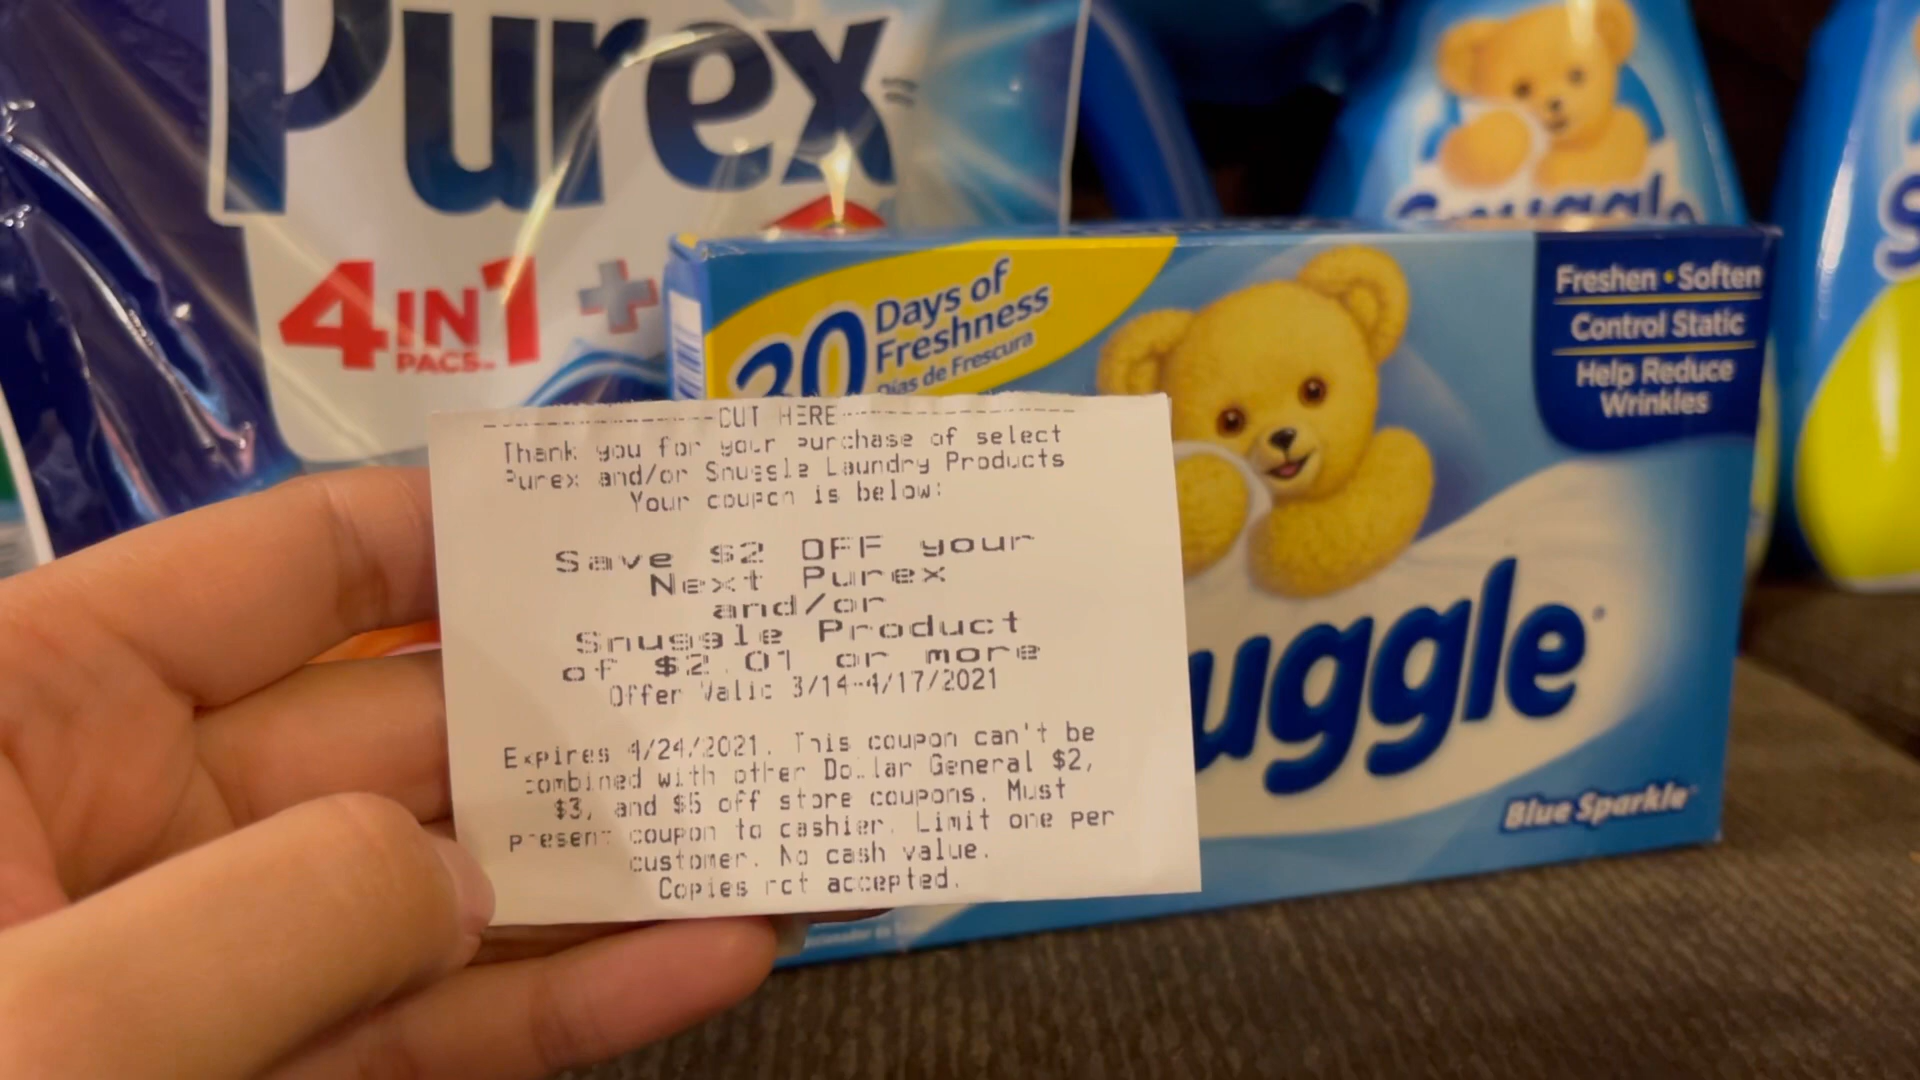 Purex
4 IN 1 +
PACS
Snuggle
30 Days of
Freshness
Días de Frescura
Freshen • Soften
Control Static
Help Reduce
Wrinkles
uggle
Blue Sparkle
CUT HERE
Thank you for your purchase of select
Purex and/or Snuggle Laundry Products
Your coupon is below:
Save $2 OFF your
Next Purex
and/or
Snuggle Product
of $2.01 or more
Offer Valid 3/14-4/17/2021
Expires 4/24/2021. This coupon can't be
combined with other Dollar General $2,
$3, and $5 off store coupons. Must
present coupon to cashier. Limit one per
customer. No cash value.
Copies not accepted.